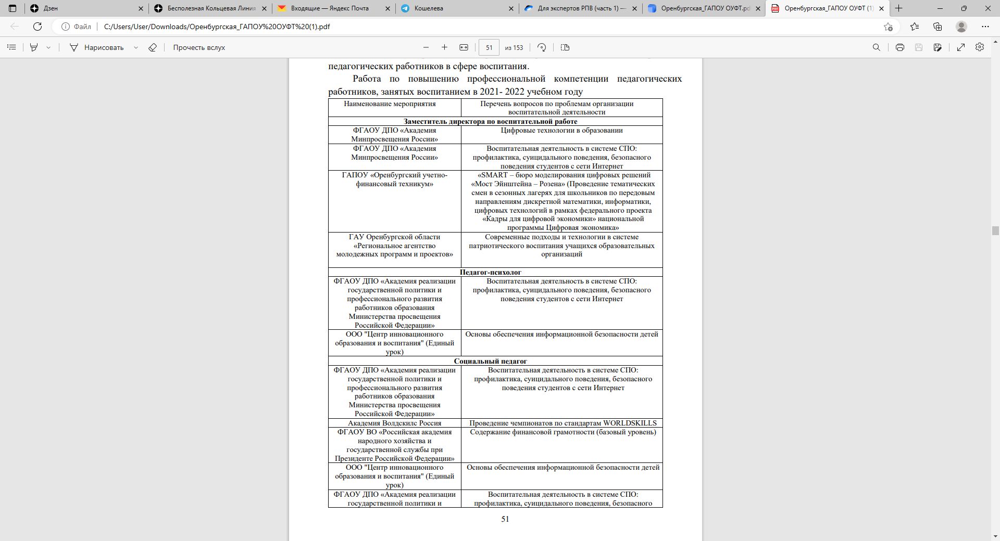 Дзен
Бесполезная Кольцевая Линия
Входящие — Яндекс Почта
Кошелева
Для экспертов РПВ (часть 1) —
Оренбургская_ГАПОУ ОУФТ.pd
Оренбургская_ГАПОУ ОУФТ (1)
Файл
C:/Users/User/Downloads/Оренбургская_ГАПОУ%20ОУФТ%20(1).pdf
Нарисовать
Прочесть вслух
51
из 153
педагогических работников в сфере воспитания.
Работа по повышению профессиональной компетенции педагогических
работников, занятых воспитанием в 2021- 2022 учебном году
Наименование мероприятия
Перечень вопросов по проблемам организации
воспитательной деятельности
Заместитель директора по воспитательной работе
ФГАОУ ДПО «Академия
Минпросвещения России»
Цифровые технологии в образовании
ФГАОУ ДПО «Академия
Минпросвещения России»
Воспитательная деятельность в системе СПО:
профилактика, суицидального поведения, безопасного
поведения студентов с сети Интернет
ГАПОУ «Оренбургский учетно-
финансовый техникум»
«SMART – бюро моделирования цифровых решений
«Мост Эйнштейна – Розена» (Проведение тематических
смен в сезонных лагерях для школьников по передовым
направлениям дискретной математики, информатики,
цифровых технологий в рамках федерального проекта
«Кадры для цифровой экономики» национальной
программы Цифровая экономика»
ГАУ Оренбургской области
«Региональное агентство
молодежных программ и проектов»
Современные подходы и технологии в системе
патриотического воспитания учащихся образовательных
организаций
Педагог-психолог
ФГАОУ ДПО «Академия реализации
государственной политики и
профессионального развития
работников образования
Министерства просвещения
Российской Федерации»
Воспитательная деятельность в системе СПО:
профилактика, суицидального поведения, безопасного
поведения студентов с сети Интернет
ООО "Центр инновационного
образования и воспитания" (Единый
урок)
Основы обеспечения информационной безопасности детей
Социальный педагог
ФГАОУ ДПО «Академия реализации
государственной политики и
профессионального развития
работников образования
Министерства просвещения
Российской Федерации»
Воспитательная деятельность в системе СПО:
профилактика, суицидального поведения, безопасного
поведения студентов с сети Интернет
Академия Волдскилс Россия
Проведение чемпионатов по стандартам WORLDSKILLS
ФГАОУ ВО «Российская академия
народного хозяйства и
государственной службы при
Президенте Российской Федерации»
Содержание финансовой грамотности (базовый уровень)
ООО "Центр инновационного
образования и воспитания" (Единый
урок)
Основы обеспечения информационной безопасности детей
ФГАОУ ДПО «Академия реализации
государственной политики и
Воспитательная деятельность в системе СПО:
профилактика, суицидального поведения, безопасного
51